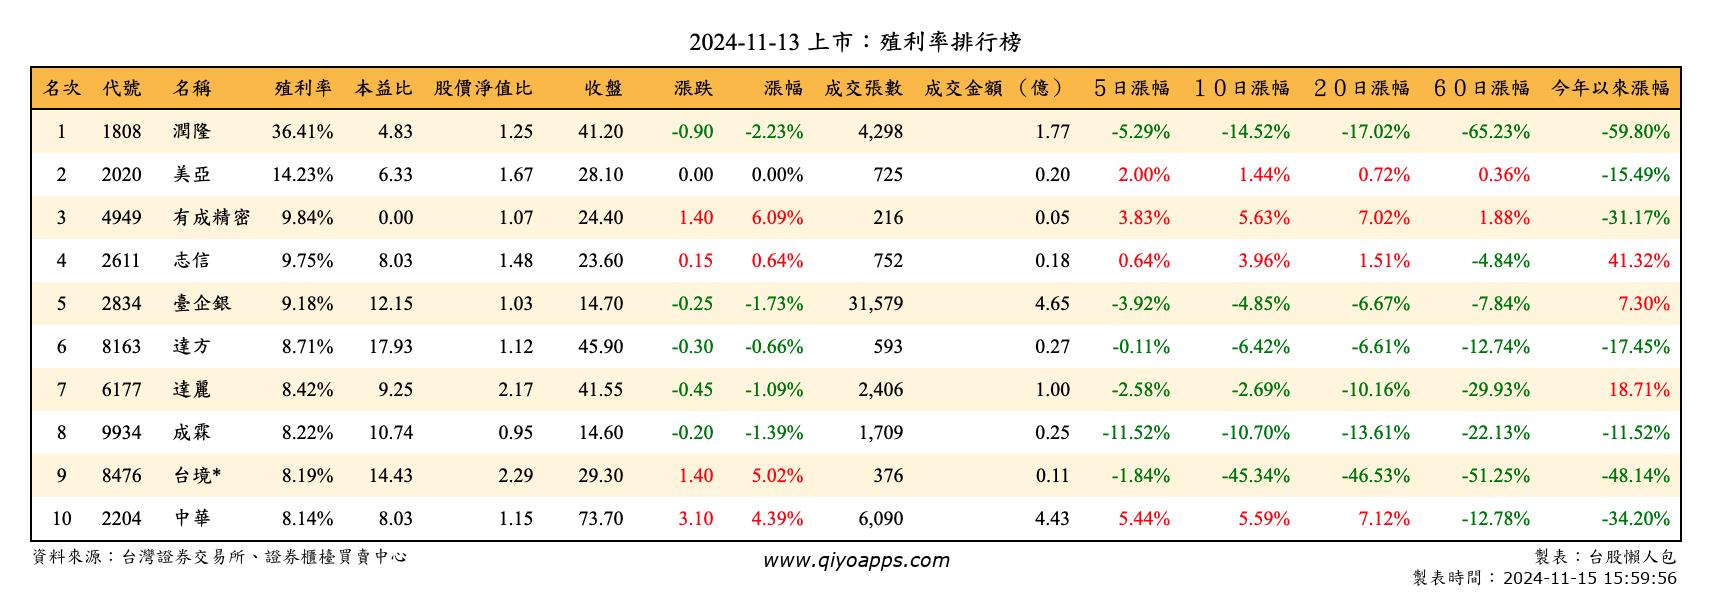 2024-11-13 上市：殖利率排行榜
名次 代號 名稱 殖利率 本益比 股價淨值比 收盤 漲跌 漲幅 成交張數 成交金額（億） ５日漲幅 １０日漲幅 ２０日漲幅 ６０日漲幅 今年以來漲幅
1 1808 潤隆 36.41% 4.83 1.25 41.20 -0.90 -2.23% 4,298 1.77 -5.29% -14.52% -17.02% -65.23% -59.80%
2 2020 美亞 14.23% 6.33 1.67 28.10 0.00 0.00% 725 0.20 2.00% 1.44% 0.72% 0.36% -15.49%
3 4949 有成精密 9.84% 0.00 1.07 24.40 1.40 6.09% 216 0.05 3.83% 5.63% 7.02% 1.88% -31.17%
4 2611 志信 9.75% 8.03 1.48 23.60 0.15 0.64% 752 0.18 0.64% 3.96% 1.51% -4.84% 41.32%
5 2834 臺企銀 9.18% 12.15 1.03 14.70 -0.25 -1.73% 31,579 4.65 -3.92% -4.85% -6.67% -7.84% 7.30%
6 8163 達方 8.71% 17.93 1.12 45.90 -0.30 -0.66% 593 0.27 -0.11% -6.42% -6.61% -12.74% -17.45%
7 6177 達麗 8.42% 9.25 2.17 41.55 -0.45 -1.09% 2,406 1.00 -2.58% -2.69% -10.16% -29.93% 18.71%
8 9934 成霖 8.22% 10.74 0.95 14.60 -0.20 -1.39% 1,709 0.25 -11.52% -10.70% -13.61% -22.13% -11.52%
9 8476 台境* 8.19% 14.43 2.29 29.30 1.40 5.02% 376 0.11 -1.84% -45.34% -46.53% -51.25% -48.14%
10 2204 中華 8.14% 8.03 1.15 73.70 3.10 4.39% 6,090 4.43 5.44% 5.59% 7.12% -12.78% -34.20%
資料來源：台灣證券交易所、證券櫃檯買賣中心 www.qiyoapps.com 製表：台股懶人包
製表時間：2024-11-15 15:59:56